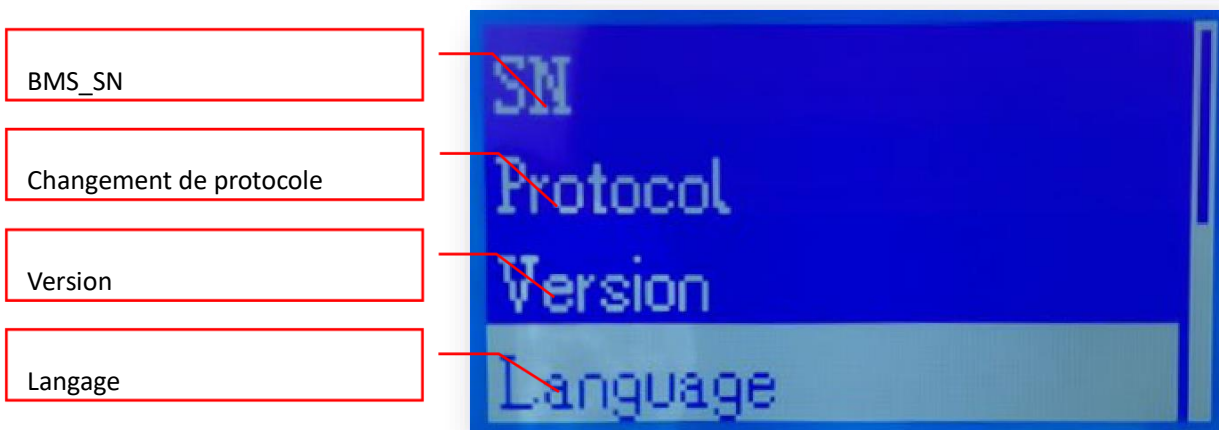 BMS_SN
SN
Changement de protocole
Protocol
Version
Version
Langage
Language